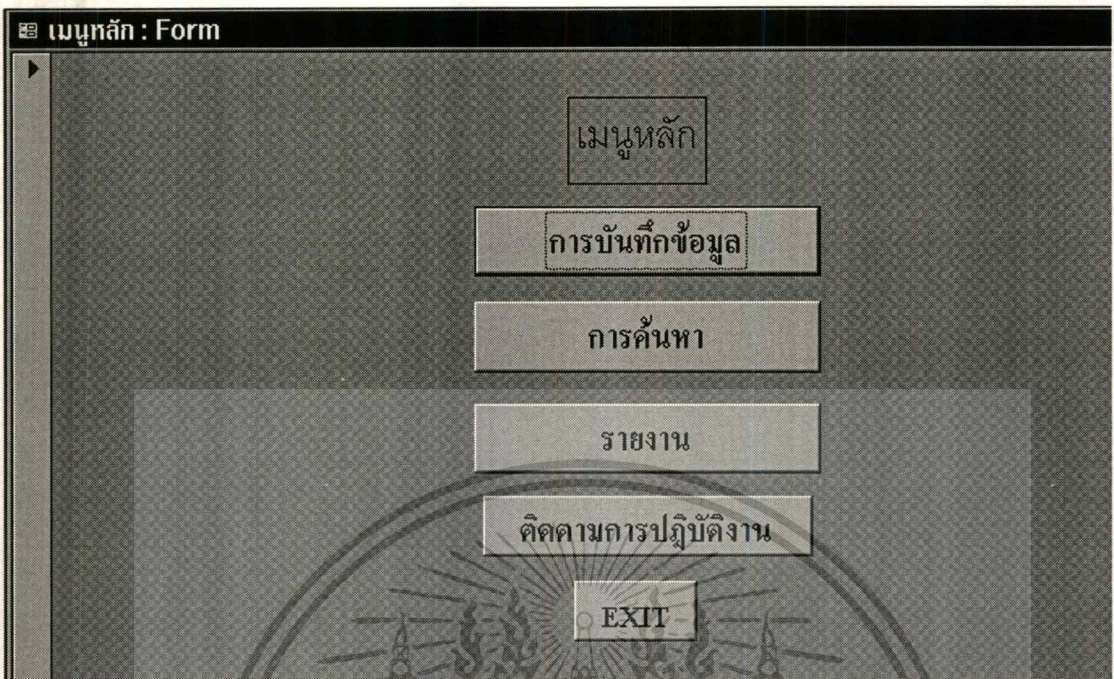 เมนูหลัก : Form
เมนูหลัก
การบันทึกข้อมูล
การค้นหา
รายงาน
ติดตามการปฎิบัติงาน
EXIT